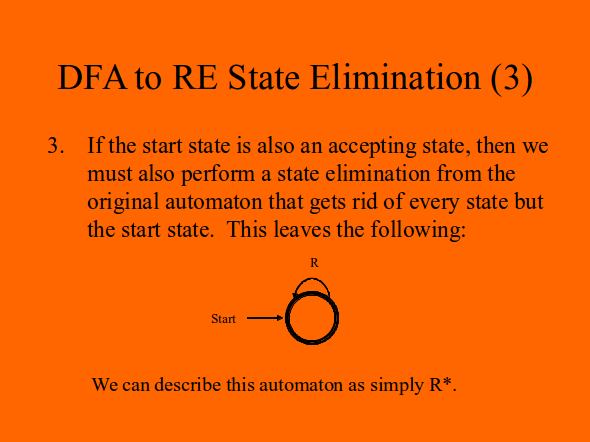 DFA to RE State Elimination (3)
3. If the start state is also an accepting state, then we
must also perform a state elimination from the
original automaton that gets rid of every state but
the start state.  This leaves the following:
R
Start
We can describe this automaton as simply R*.